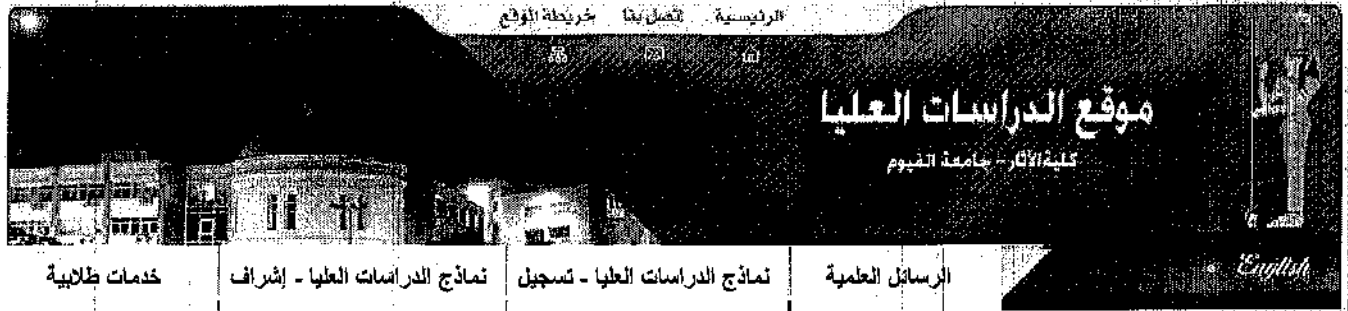 الرئيسية اتصل بنا خريطة الموقع
موقع الدراسات العليا
كلية الآثار - جامعة الفيوم
English
الرسائل العلمية
نماذج الدراسات العليا - تسجيل
نماذج الدراسات العليا - إشراف
خدمات طلابية